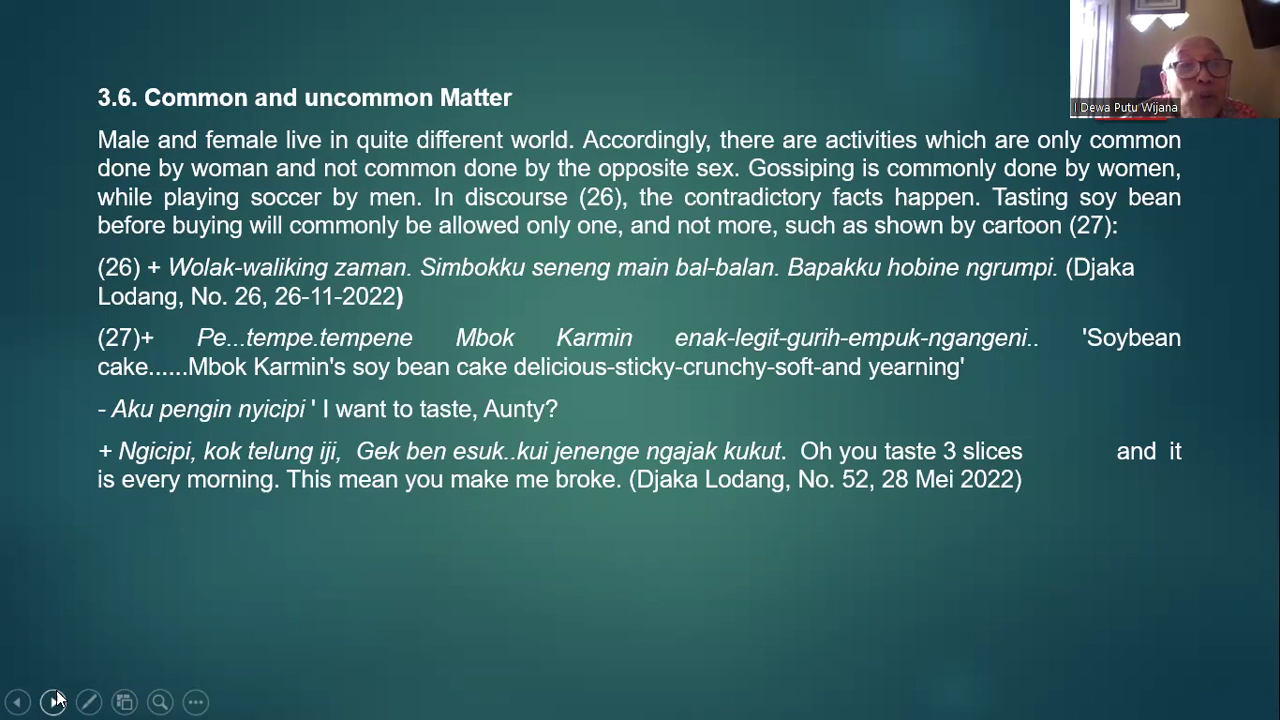 I Dewa Putu Wijana
3.6. Common and uncommon Matter
Male and female live in quite different world. Accordingly, there are activities which are only common
done by woman and not common done by the opposite sex. Gossiping is commonly done by women,
while playing soccer by men. In discourse (26), the contradictory facts happen. Tasting soy bean
before buying will commonly be allowed only one, and not more, such as shown by cartoon (27):
(26) + Wolak-waliking zaman. Simbokku seneng main bal-balan. Bapakku hobine ngrumpi. (Djaka
Lodang, No. 26, 26-11-2022)
(27)+ Pe...tempe.tempene Mbok Karmin enak-legit-gurih-empuk-ngangeni.. 'Soybean
cake......Mbok Karmin's soy bean cake delicious-sticky-crunchy-soft-and yearning'
- Aku pengin nyicipi ' I want to taste, Aunty?
+ Ngicipi, kok telung iji, Gek ben esuk..kui jenenge ngajak kukut. Oh you taste 3 slices and it
is every morning. This mean you make me broke. (Djaka Lodang, No. 52, 28 Mei 2022)